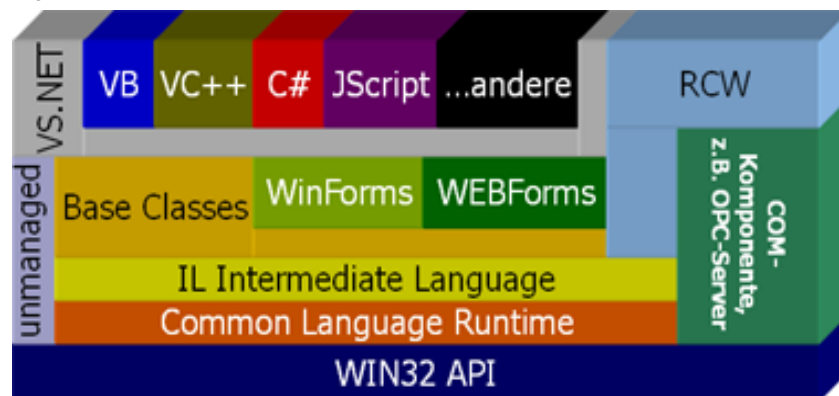 VS.NET
VB
VC++
C#
JScript
...andere
RCW
unmanaged
Base Classes
WinForms
WEBForms
COM-
Komponente,
z.B. OPC-Server
IL Intermediate Language
Common Language Runtime
WIN32 API